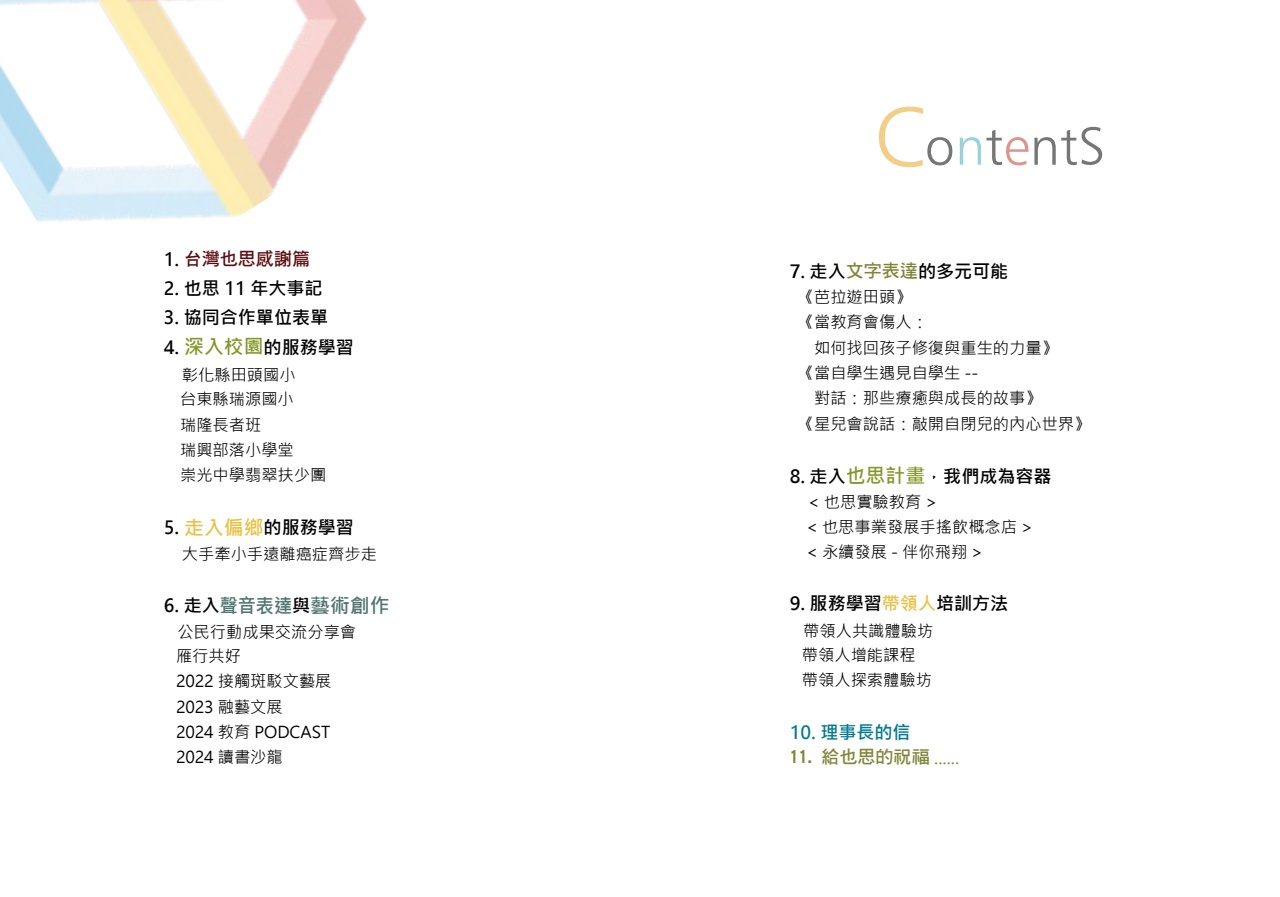 ContentS
1. 台灣也思感謝篇
2. 也思 11 年大事記
3. 協同合作單位表單
4. 深入校園的服務學習
彰化縣田頭國小
台東縣瑞源國小
瑞隆長者班
瑞興部落小學堂
崇光中學翡翠扶少團
5. 走入偏鄉的服務學習
大手牽小手遠離癌症齊步走
6. 走入聲音表達與藝術創作
公民行動成果交流分享會
雁行共好
2022 接觸斑駁文藝展
2023 融藝文展
2024 教育 PODCAST
2024 讀書沙龍
7. 走入文字表達的多元可能
《芭拉遊田頭》
《當教育會傷人：
如何找回孩子修復與重生的力量》
《當自學生遇見自學生 --
對話：那些療癒與成長的故事》
《星兒會說話：敲開自閉兒的內心世界》
8. 走入也思計畫，我們成為容器
< 也思實驗教育 >
< 也思事業發展手搖飲概念店 >
< 永續發展 - 伴你飛翔 >
9. 服務學習帶領人培訓方法
帶領人共識體驗坊
帶領人增能課程
帶領人探索體驗坊
10. 理事長的信
11. 給也思的祝福 ......